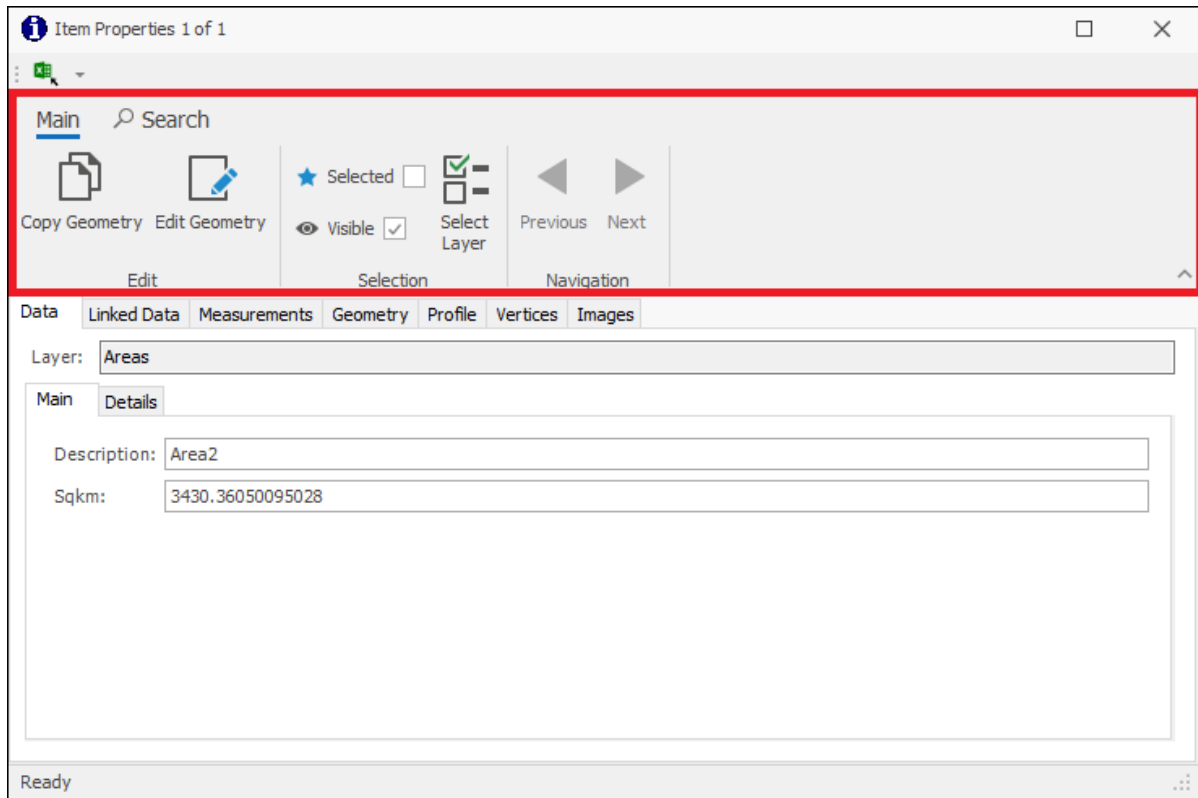 Item Properties 1 of 1
Main Search
Copy Geometry Edit Geometry
Selected
Visible
Select
Layer
Previous Next
Edit Selection Navigation
Data Linked Data Measurements Geometry Profile Vertices Images
Layer: Areas
Main Details
Description: Area2
Sqkm: 3430.36050095028
Ready